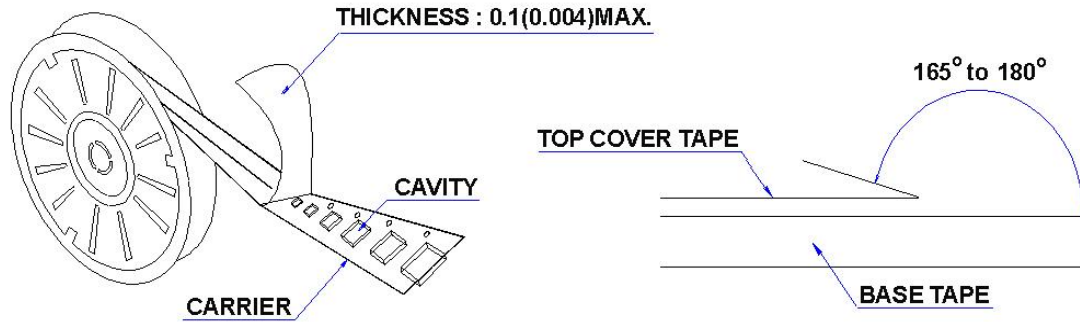 THICKNESS : 0.1(0.004)MAX.
165° to 180°
TOP COVER TAPE
CAVITY
CARRIER
BASE TAPE